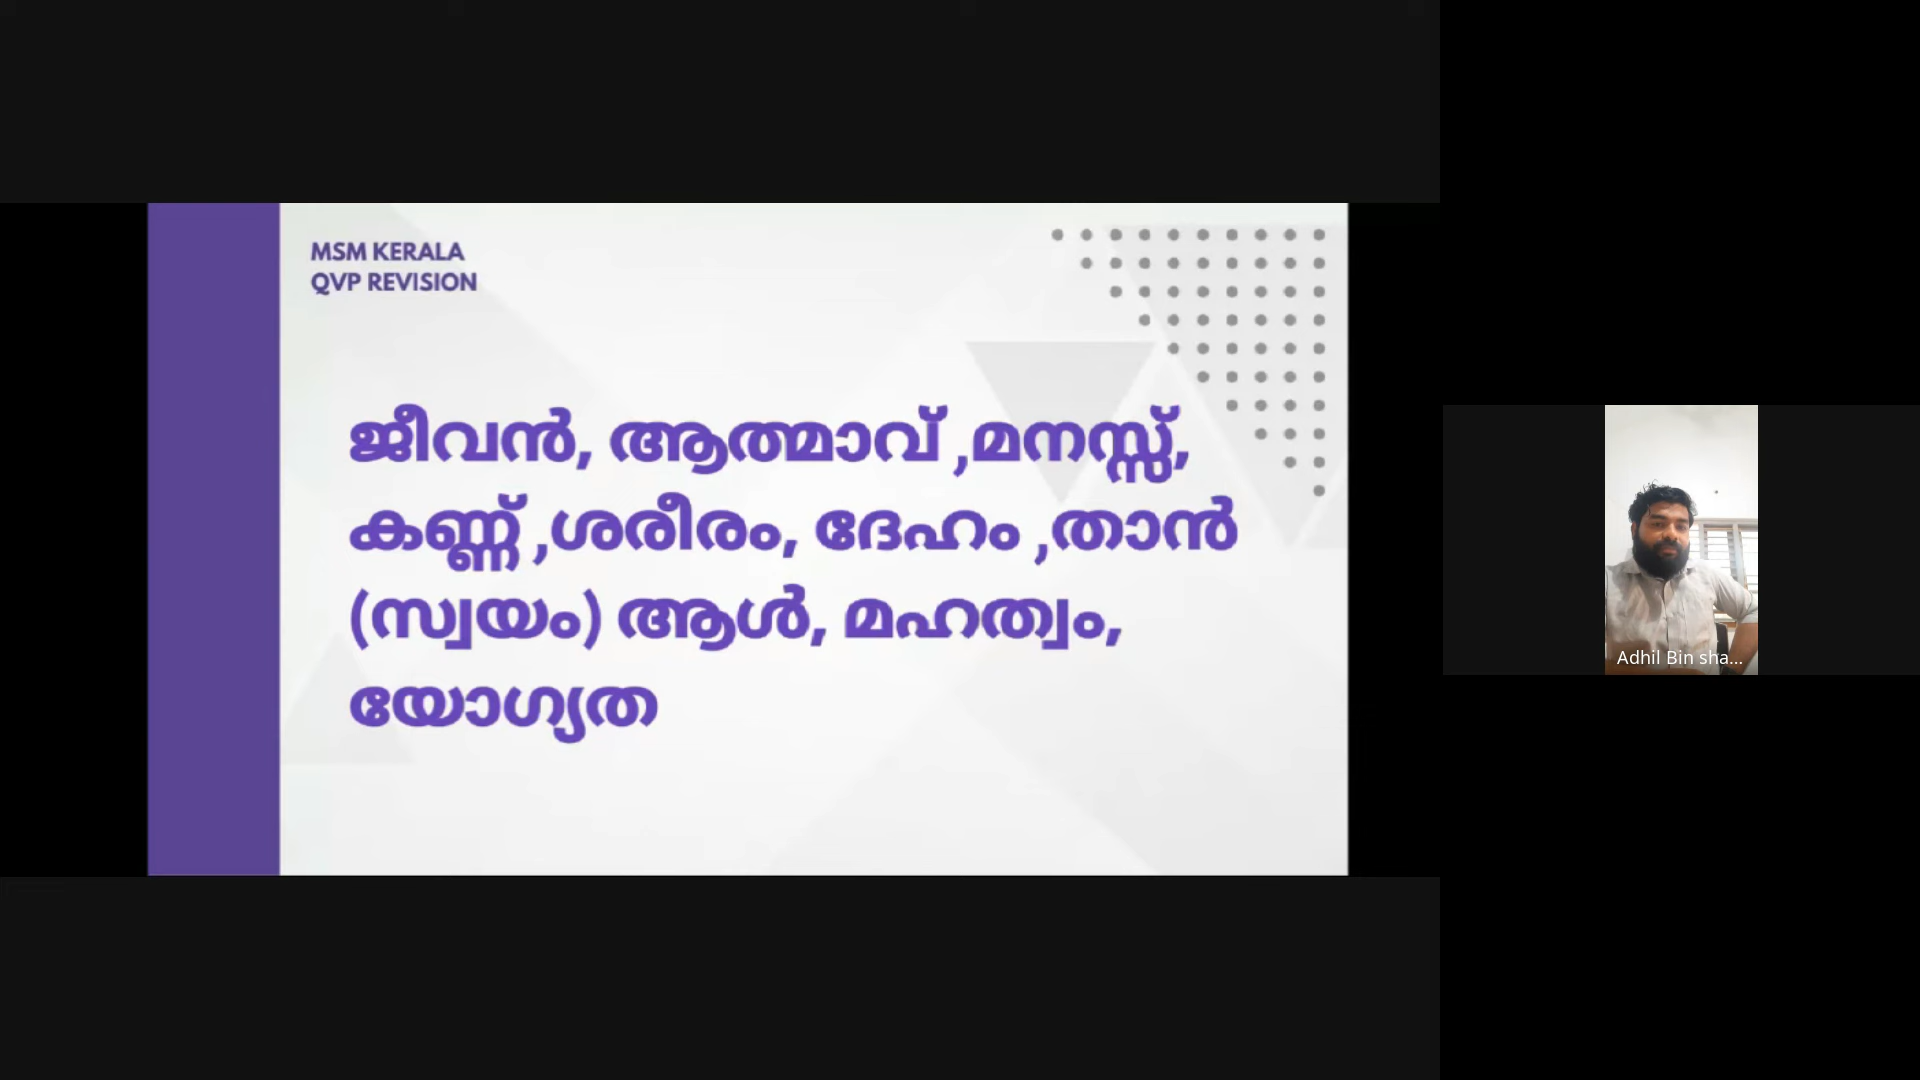 MSM KERALA
QVP REVISION
ജീവൻ, ആത്മാവ് ,മനസ്സ്,
കണ്ണ് ,ശരീരം, ദേഹം ,താൻ
(സ്വയം) ആൾ, മഹത്വം,
യോഗ്യത
Adhil Bin sha...